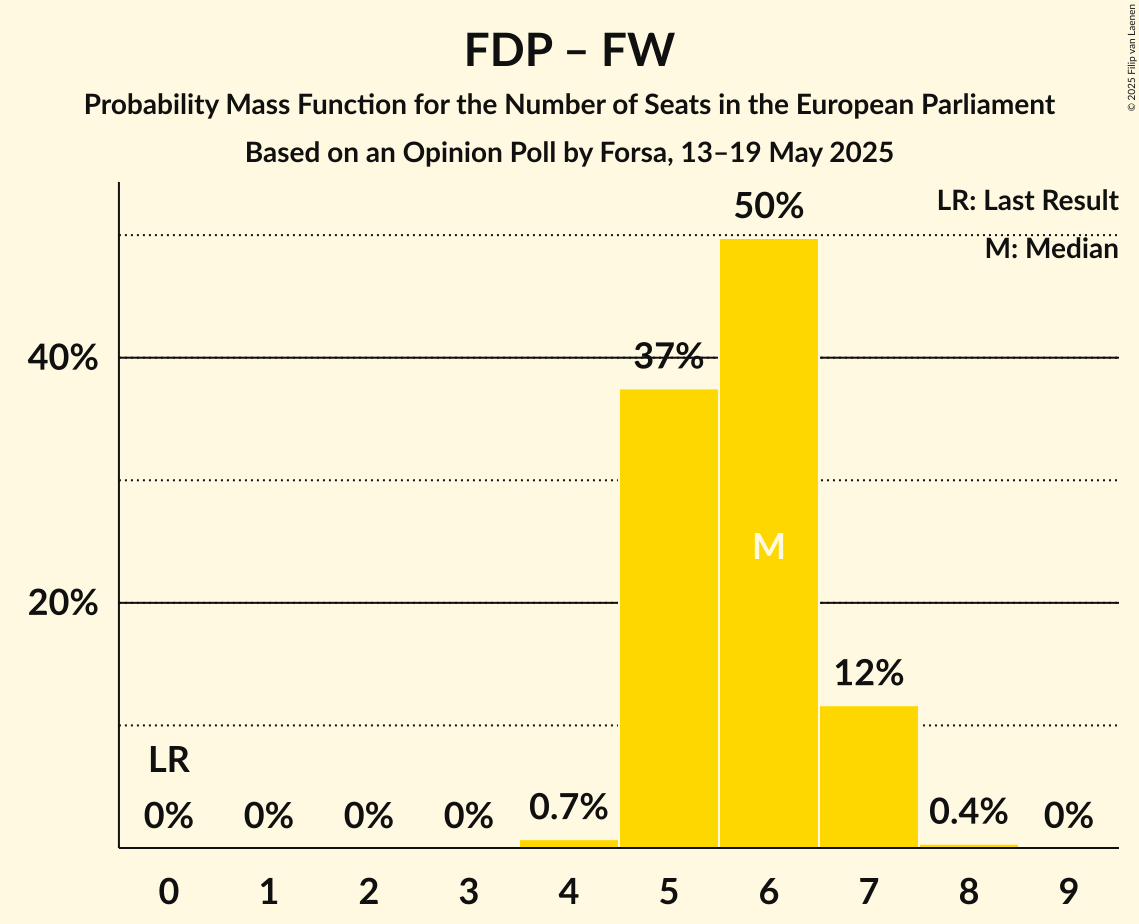 FDP – FW
Probability Mass Function for the Number of Seats in the European Parliament
Based on an Opinion Poll by Forsa, 13–19 May 2025
© 2025 Filip van Laenen
LR: Last Result
M: Median
50%
37%
40%
M
20%
12%
LR
0%
0%
0%
0%
0.7%
0.4%
0%
0 1 2 3 4 5 6 7 8 9